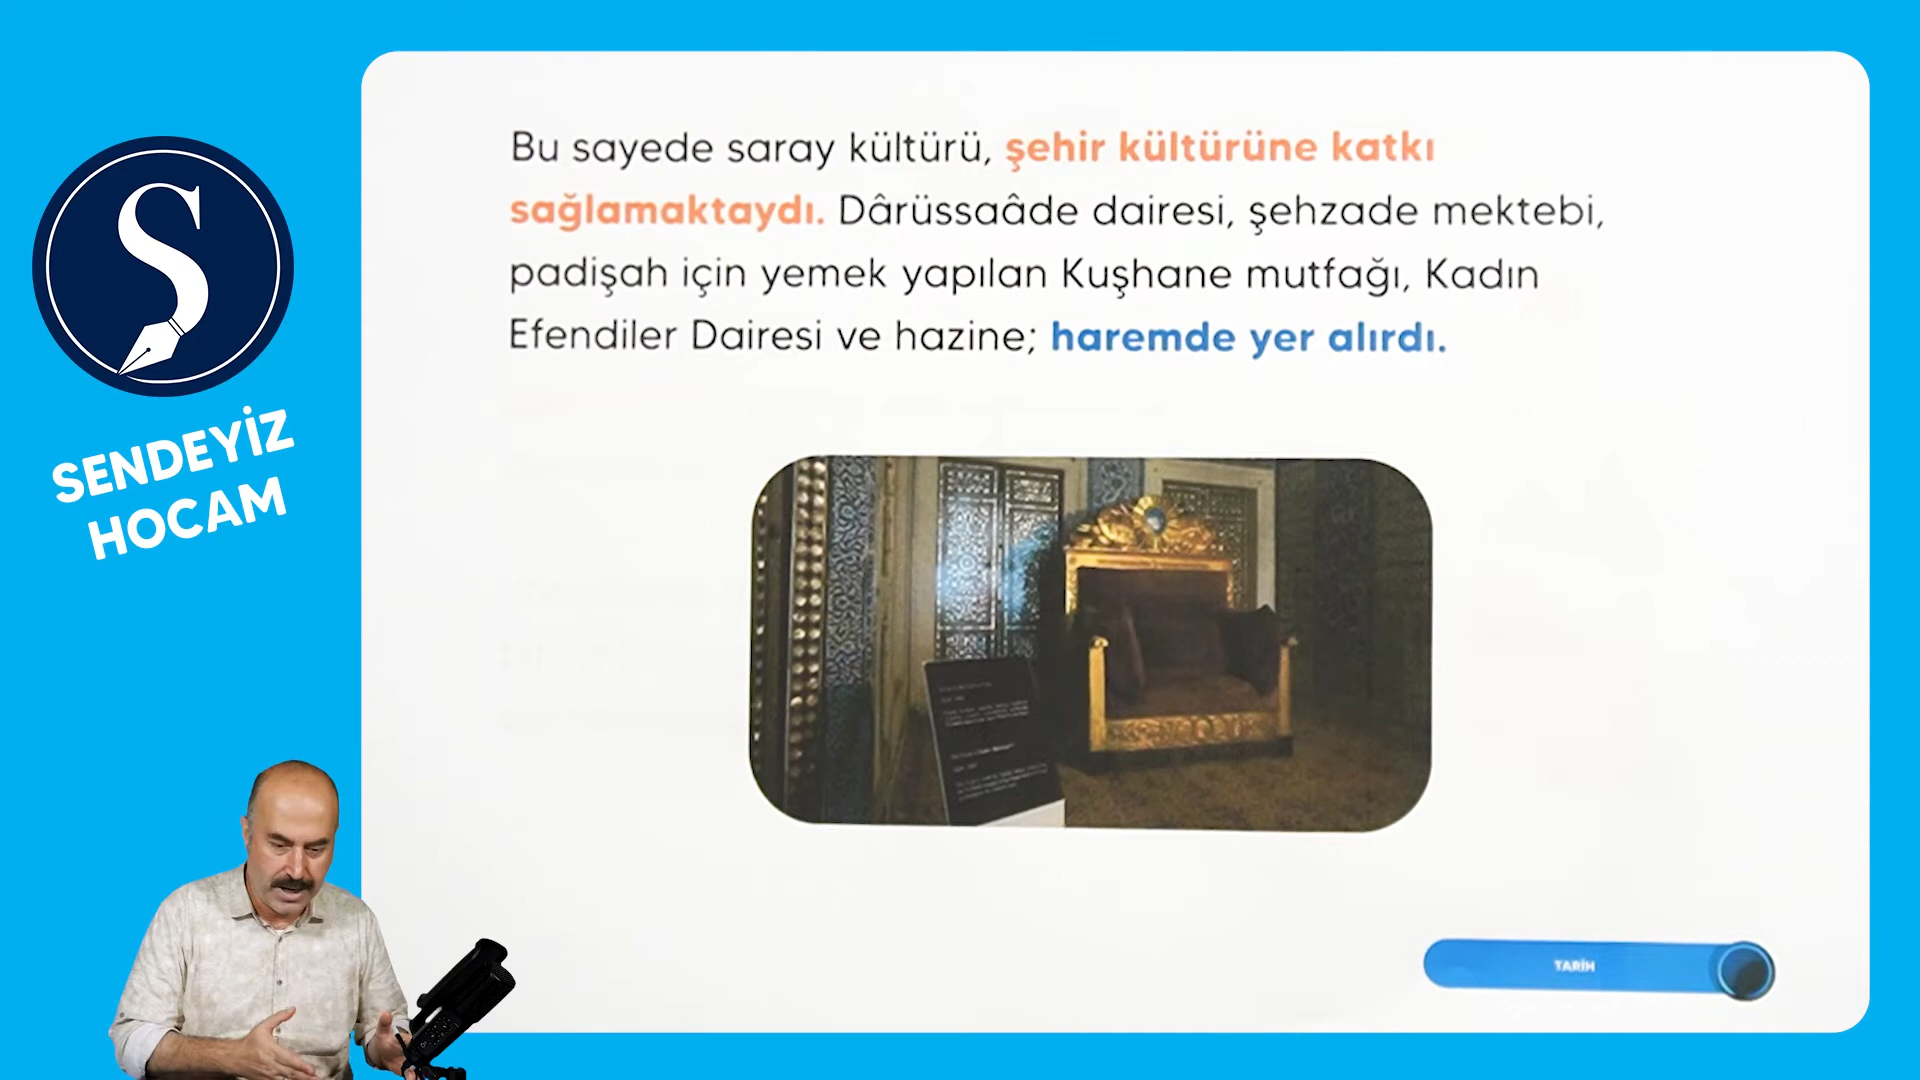 Bu sayede saray kültürü, şehir kültürüne katkı
sağlamaktaydı. Dârüssaâde dairesi, şehzade mektebi,
padişah için yemek yapılan Kuşhane mutfağı, Kadın
Efendiler Dairesi ve hazine; haremde yer alırdı.
SENDEYİZ
HOCAM
TARİH